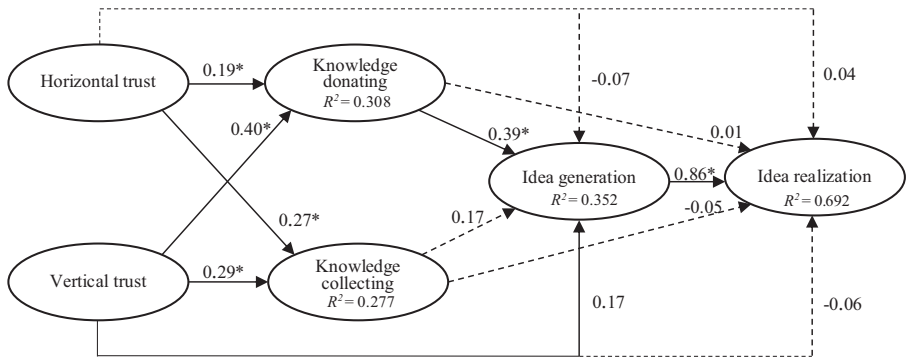 -0.07
0.04
Horizontal trust
0.19*
Knowledge
donating
R² = 0.308
0.40*
0.39*
0.01
Idea generation
R² = 0.352
0.86*
Idea realization
R² = 0.692
0.27*
0.17
-0.05
Vertical trust
0.29*
Knowledge
collecting
R² = 0.277
0.17
-0.06